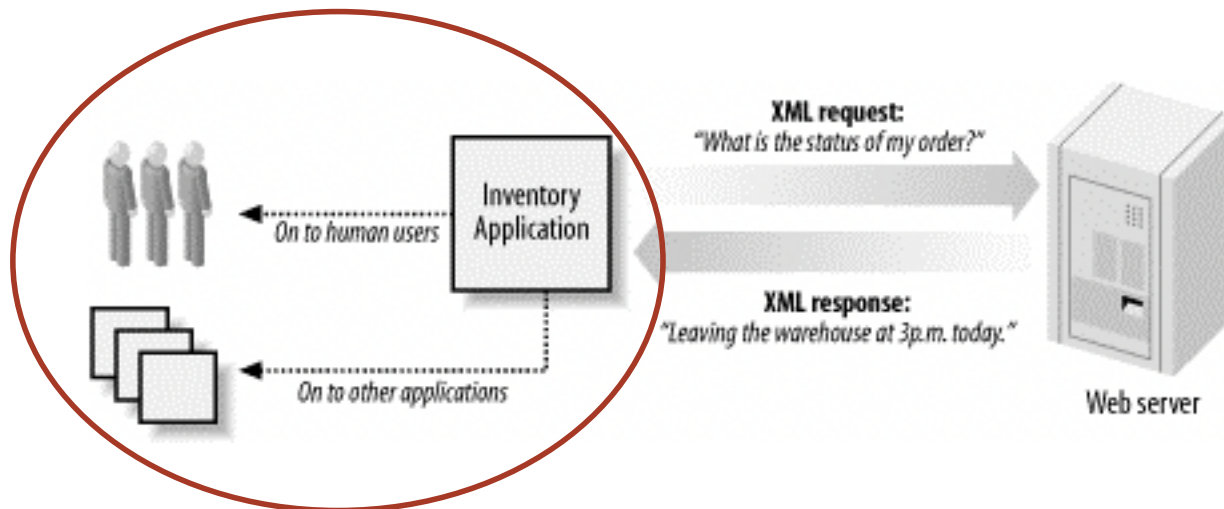 XML request:
“What is the status of my order?”
Inventory
Application
On to human users
XML response:
“Leaving the warehouse at 3p.m. today.”
On to other applications
Web server